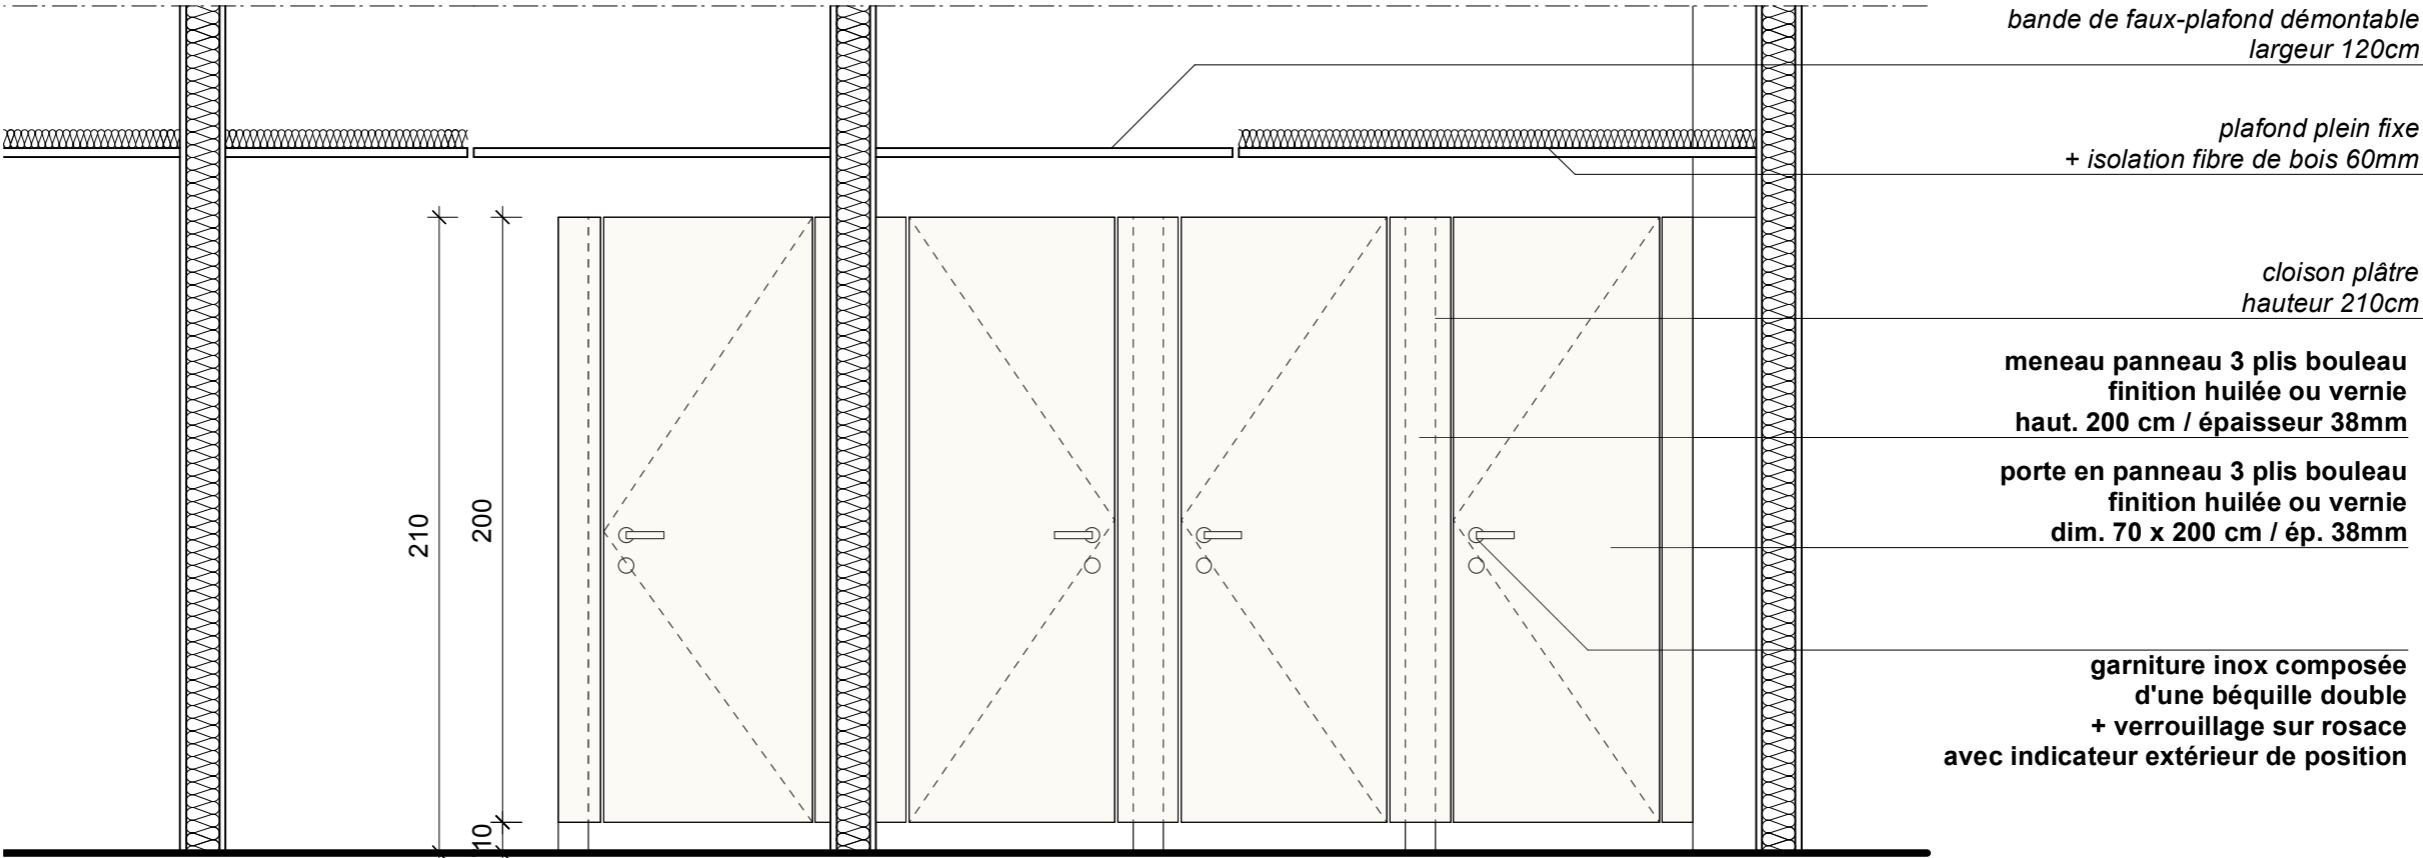 bande de faux-plafond démontable
largeur 120cm
plafond plein fixe
+ isolation fibre de bois 60mm
cloison plâtre
hauteur 210cm
meneau panneau 3 plis bouleau
finition huilée ou vernie
haut. 200 cm / épaisseur 38mm
porte en panneau 3 plis bouleau
finition huilée ou vernie
dim. 70 x 200 cm / ép. 38mm
garniture inox composée
d'une béquille double
+ verrouillage sur rosace
avec indicateur extérieur de position
210
200
10